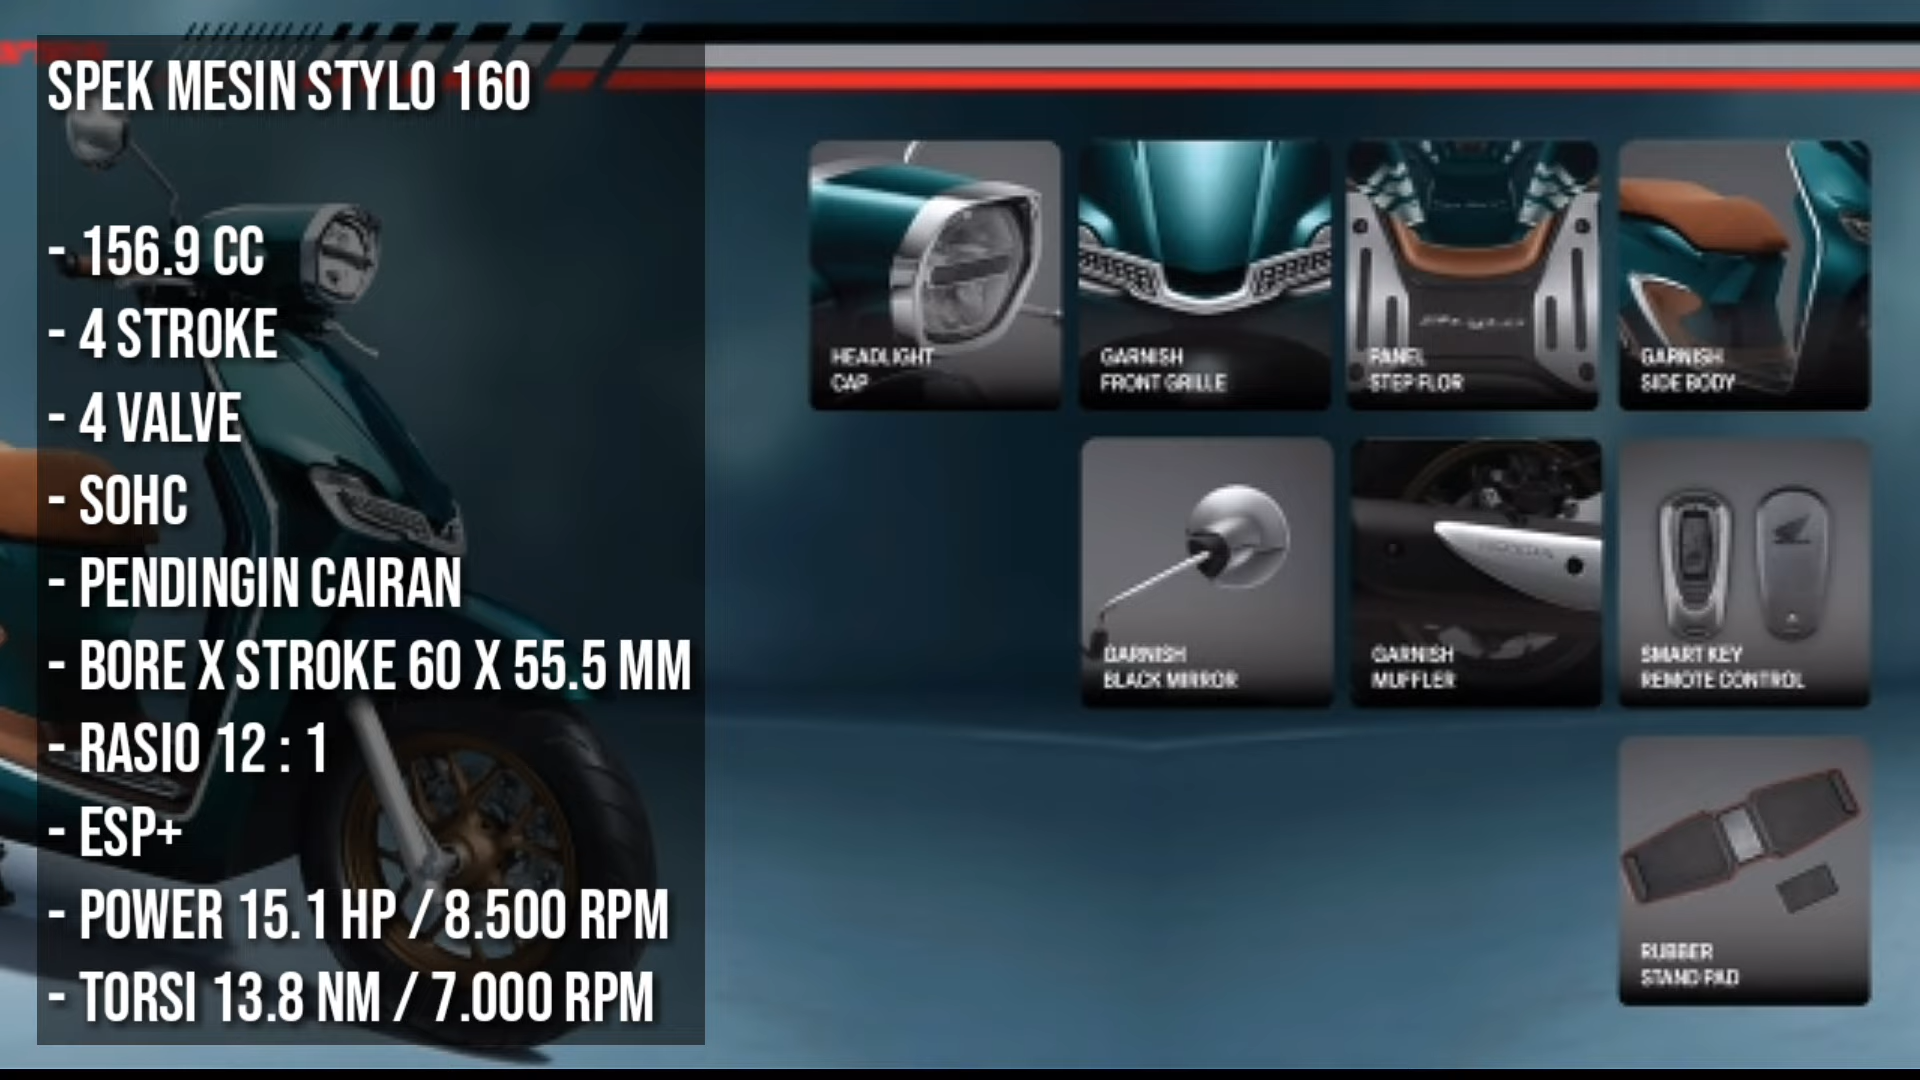 SPEK MESIN STYLO 160
- 156.9 CC
- 4 STROKE
- 4 VALVE
- SOHC
- PENDINGIN CAIRAN
- BORE X STROKE 60 X 55.5 MM
- RASIO 12 : 1
- ESP+
- POWER 15.1 HP / 8.500 RPM
- TORSI 13.8 NM / 7.000 RPM
HEADLIGHT
CAP
GARNISH
FRONT GRILLE
PANEL
STEP FLOR
GARNISH
SIDE BODY
GARNISH
BLACK MIRROR
HONDA
GARNISH
MUFFLER
SMART KEY
REMOTE CONTROL
RUBBER
STAND PAD